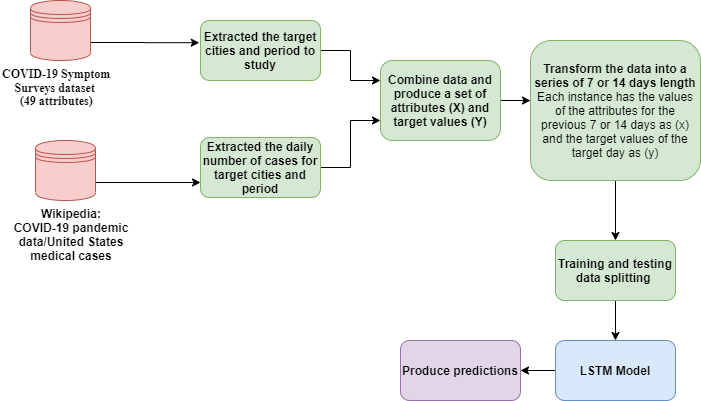 COVID-19 Symptom
Surveys dataset
(49 attributes)
Extracted the target
cities and period to
study
Wikipedia:
COVID-19 pandemic
data/United States
medical cases
Extracted the daily
number of cases for
target cities and
period
Combine data and
produce a set of
attributes (X) and
target values (Y)
Transform the data into a
series of 7 or 14 days length
Each instance has the values
of the attributes for the
previous 7 or 14 days as (x)
and the target values of the
target day as (y)
Training and testing
data splitting
LSTM Model
Produce predictions